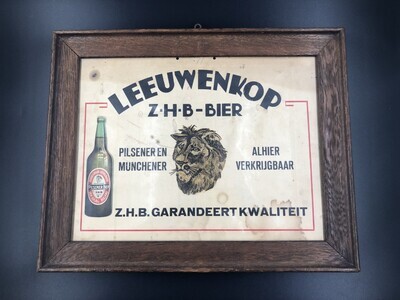 LEEUWENKOP
Z·H·B-BIER
PILSENER EN
MUNCHENER
ALHIER
VERKRIJGBAAR
Z.H.B. GARANDEERT KWALITEIT